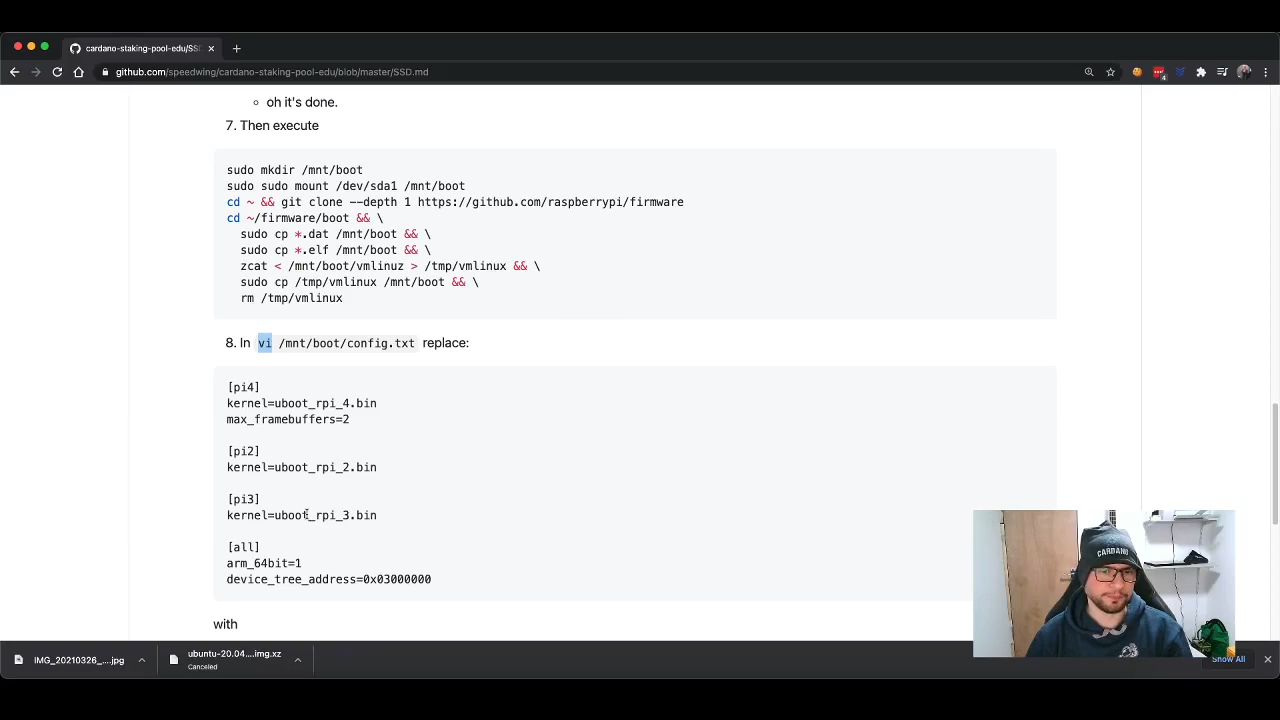 cardano-staking-pool-edu/SS
github.com/speedwing/cardano-staking-pool-edu/blob/master/SSD.md
4
oh it's done.
7. Then execute
sudo mkdir /mnt/boot
sudo sudo mount /dev/sda1 /mnt/boot
cd ~ && git clone --depth 1 https://github.com/raspberrypi/firmware
cd ~/firmware/boot && \
sudo cp *.dat /mnt/boot && \
sudo cp *.elf /mnt/boot && \
zcat < /mnt/boot/vmlinuz > /tmp/vmlinux && \
sudo cp /tmp/vmlinux /mnt/boot && \
rm /tmp/vmlinux
8. In vi /mnt/boot/config.txt replace:
[pi4]
kernel=uboot_rpi_4.bin
max_framebuffers=2
[pi2]
kernel=uboot_rpi_2.bin
[pi3]
kernel=uboot_rpi_3.bin
[all]
arm_64bit=1
device_tree_address=0x03000000
with
CARDANO
IMG_20210326_....jpg
ubuntu-20.04....img.xz
Canceled
Show All